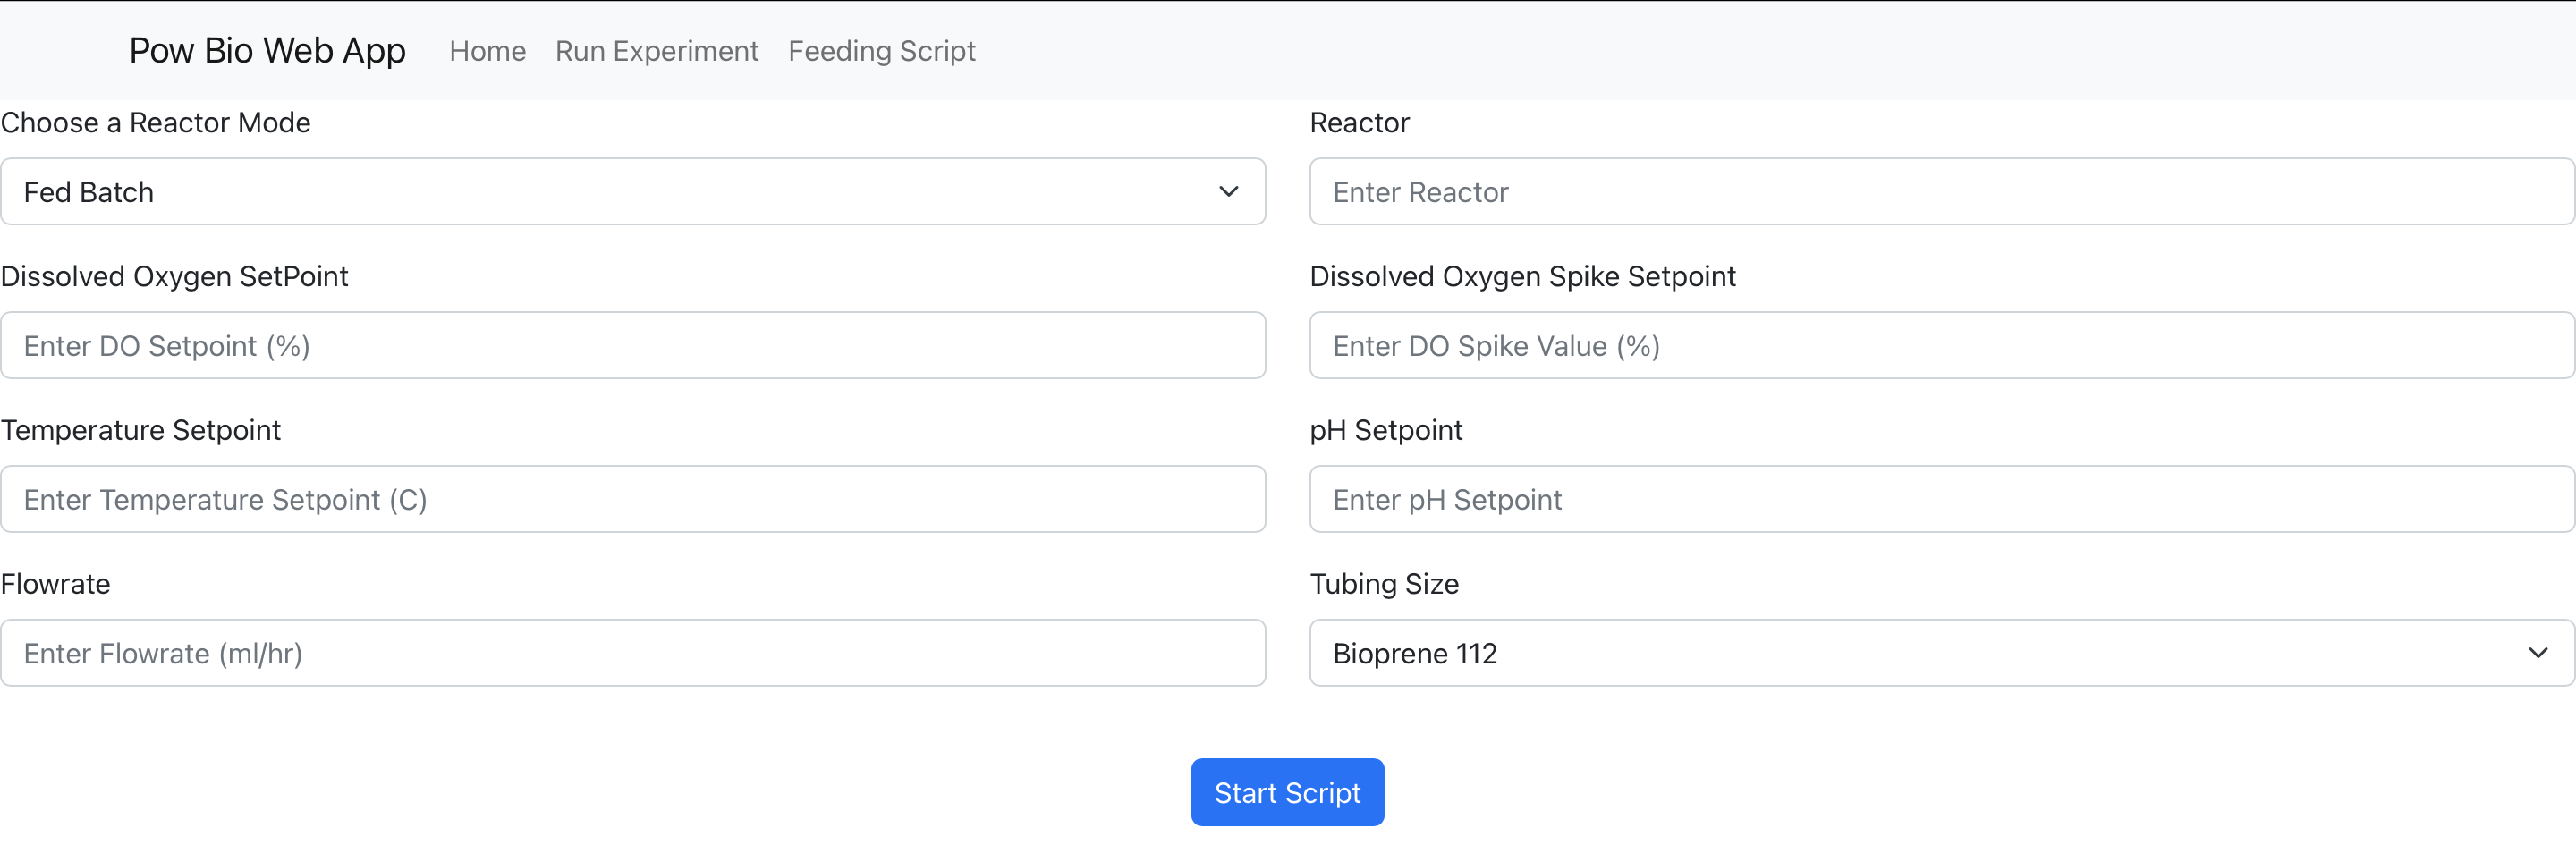 Pow Bio Web App Home Run Experiment Feeding Script
Choose a Reactor Mode
Fed Batch
Reactor
Enter Reactor
Dissolved Oxygen SetPoint
Enter DO Setpoint (%)
Dissolved Oxygen Spike Setpoint
Enter DO Spike Value (%)
Temperature Setpoint
Enter Temperature Setpoint (C)
pH Setpoint
Enter pH Setpoint
Flowrate
Enter Flowrate (ml/hr)
Tubing Size
Bioprene 112
Start Script